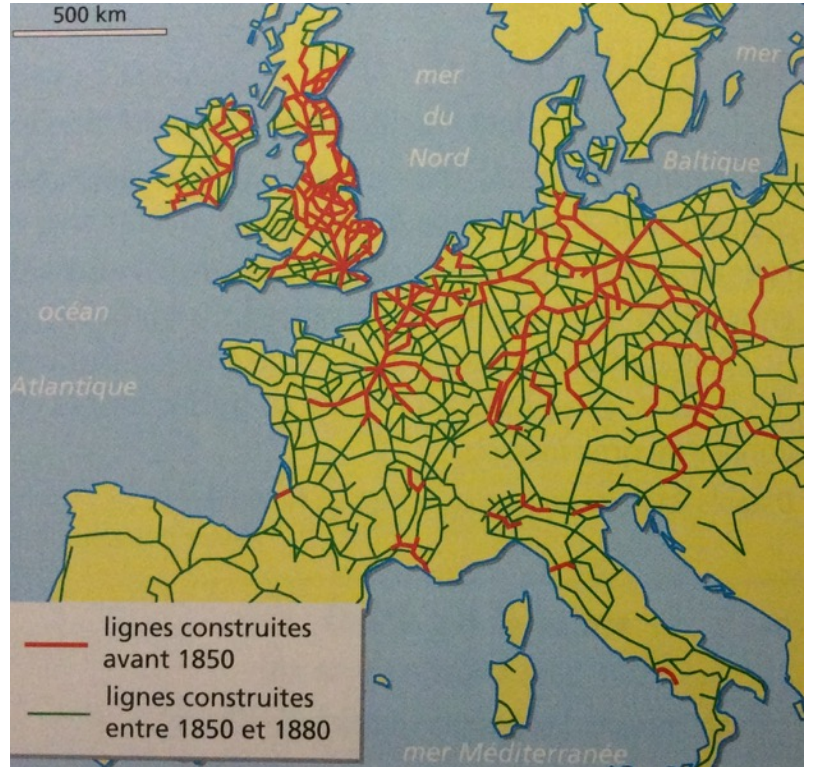 500 km
mer
du
Nord
mer
Baltique
océan
Atlantique
lignes construites
avant 1850
lignes construites
entre 1850 et 1880
mer Méditerranée